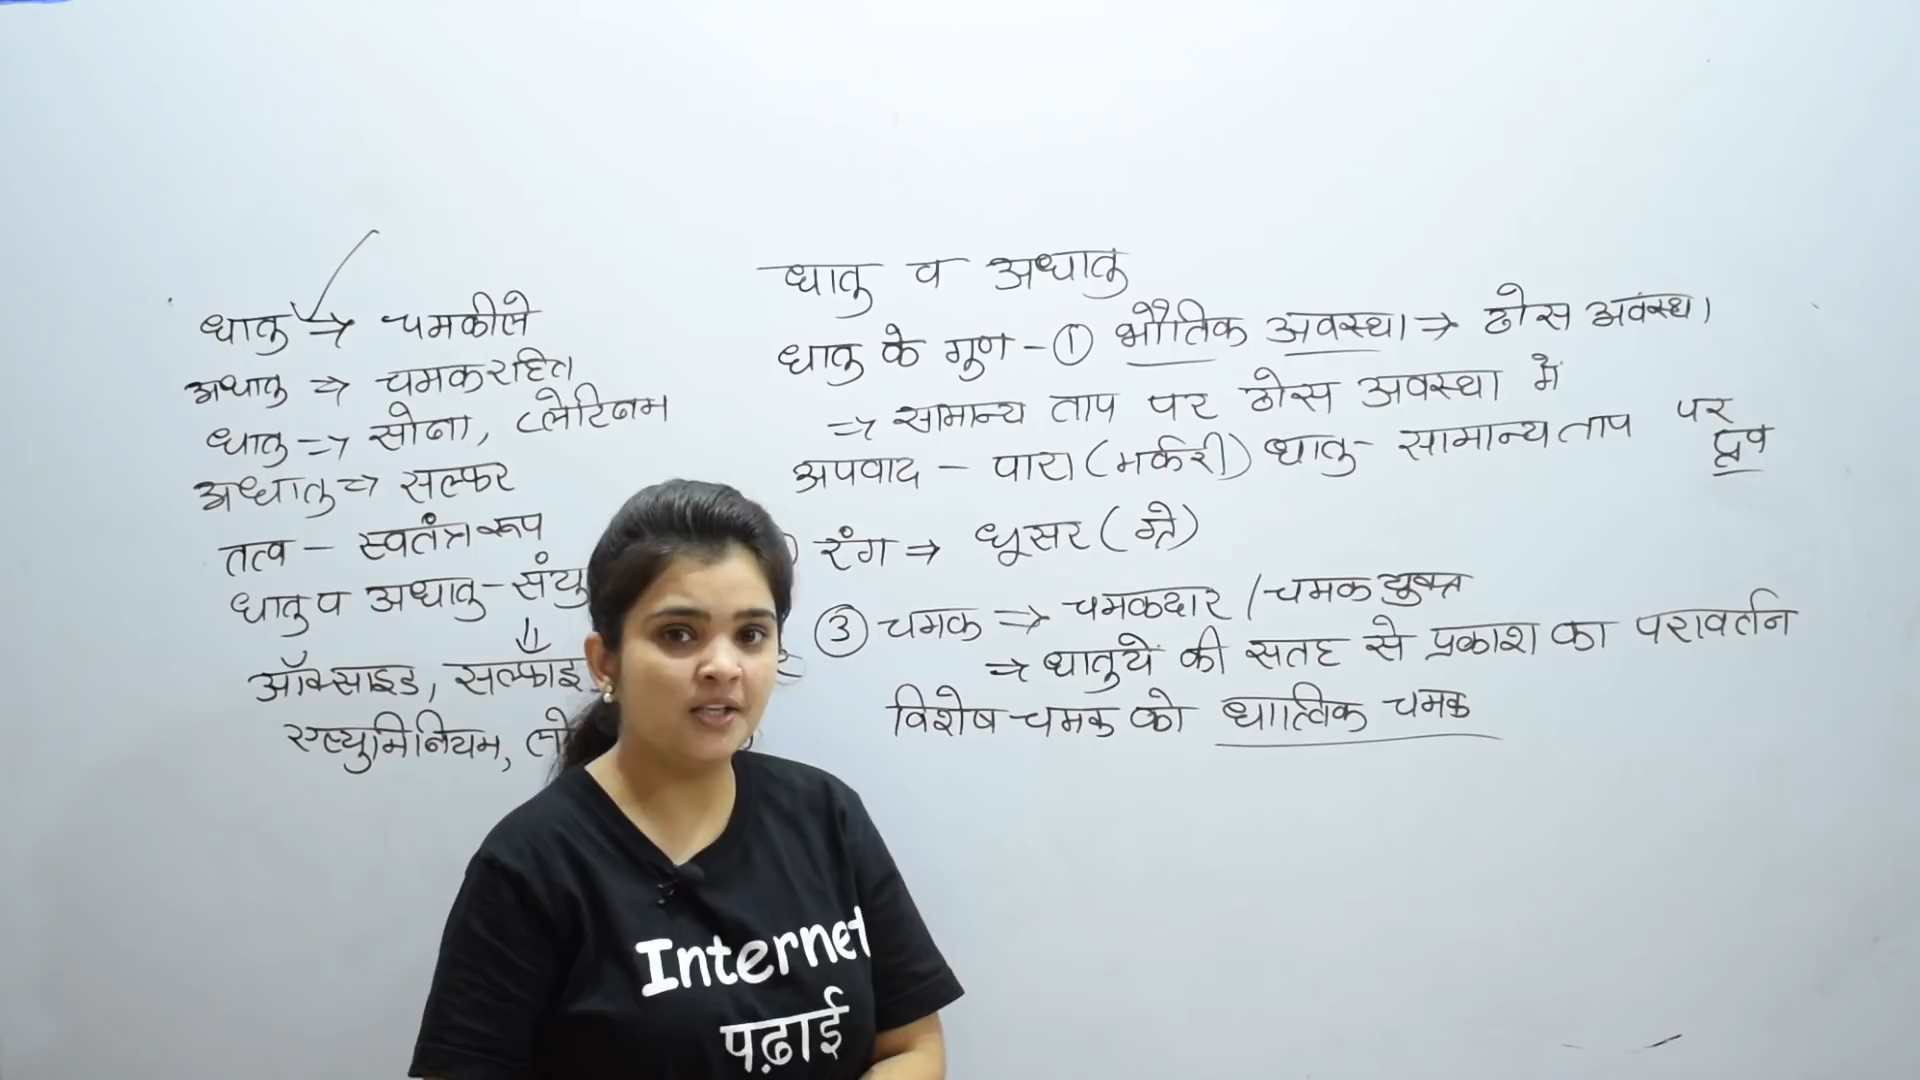 धातु व अधातु
धातु ⇒ चमकीले
अधातु ⇒ चमकरहित
धातु ⇒ सोना, प्लेटिनम
अधातु ⇒ सल्फर
तत्व - स्वतंत्र रूप
धातु व अधातु - संयु
⇓
ऑक्साइड, सल्फाइ
एल्युमिनियम, लो
धातु के गुण - ① भौतिक अवस्था ⇒ ठोस अवस्था
⇒ सामान्य ताप पर ठोस अवस्था में
अपवाद - पारा (मर्करी) धातु - सामान्य ताप पर
द्रव
रंग ⇒ धूसर (ग्रे)
③ चमक ⇒ चमकदार / चमक युक्त
⇒ धातुयें की सतह से प्रकाश का परावर्तन
विशेष चमक को धात्विक चमक
Internet
पढ़ाई